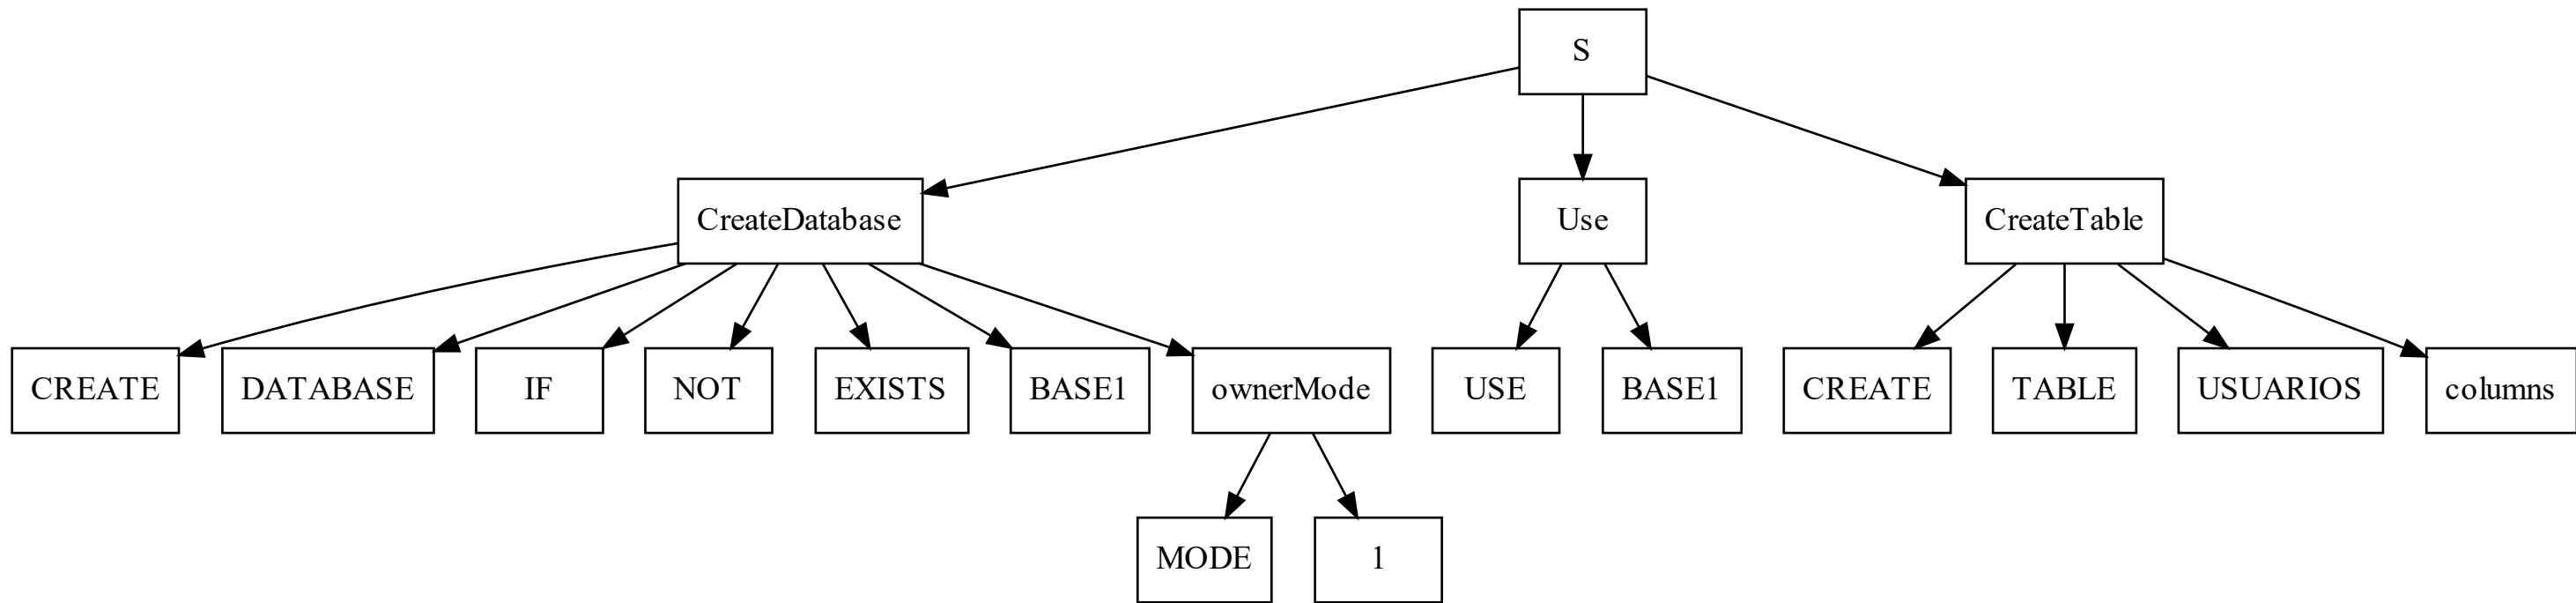 S
CreateDatabase
Use
CreateTable
CREATE
DATABASE
IF
NOT
EXISTS
BASE1
ownerMode
USE
BASE1
CREATE
TABLE
USUARIOS
columns
MODE
1